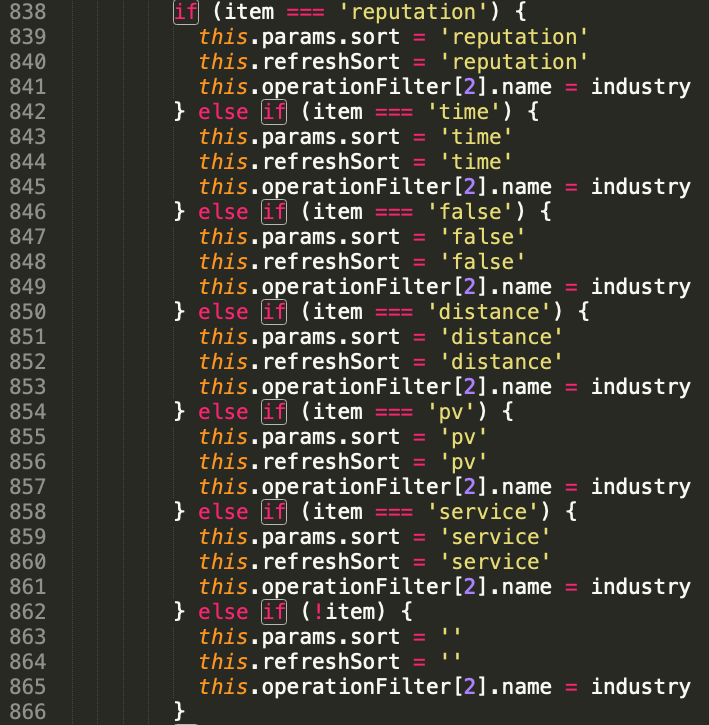 838 if (item === 'reputation') {
839 this.params.sort = 'reputation'
840 this.refreshSort = 'reputation'
841 this.operationFilter[2].name = industry
842 } else if (item === 'time') {
843 this.params.sort = 'time'
844 this.refreshSort = 'time'
845 this.operationFilter[2].name = industry
846 } else if (item === 'false') {
847 this.params.sort = 'false'
848 this.refreshSort = 'false'
849 this.operationFilter[2].name = industry
850 } else if (item === 'distance') {
851 this.params.sort = 'distance'
852 this.refreshSort = 'distance'
853 this.operationFilter[2].name = industry
854 } else if (item === 'pv') {
855 this.params.sort = 'pv'
856 this.refreshSort = 'pv'
857 this.operationFilter[2].name = industry
858 } else if (item === 'service') {
859 this.params.sort = 'service'
860 this.refreshSort = 'service'
861 this.operationFilter[2].name = industry
862 } else if (!item) {
863 this.params.sort = ''
864 this.refreshSort = ''
865 this.operationFilter[2].name = industry
866 }